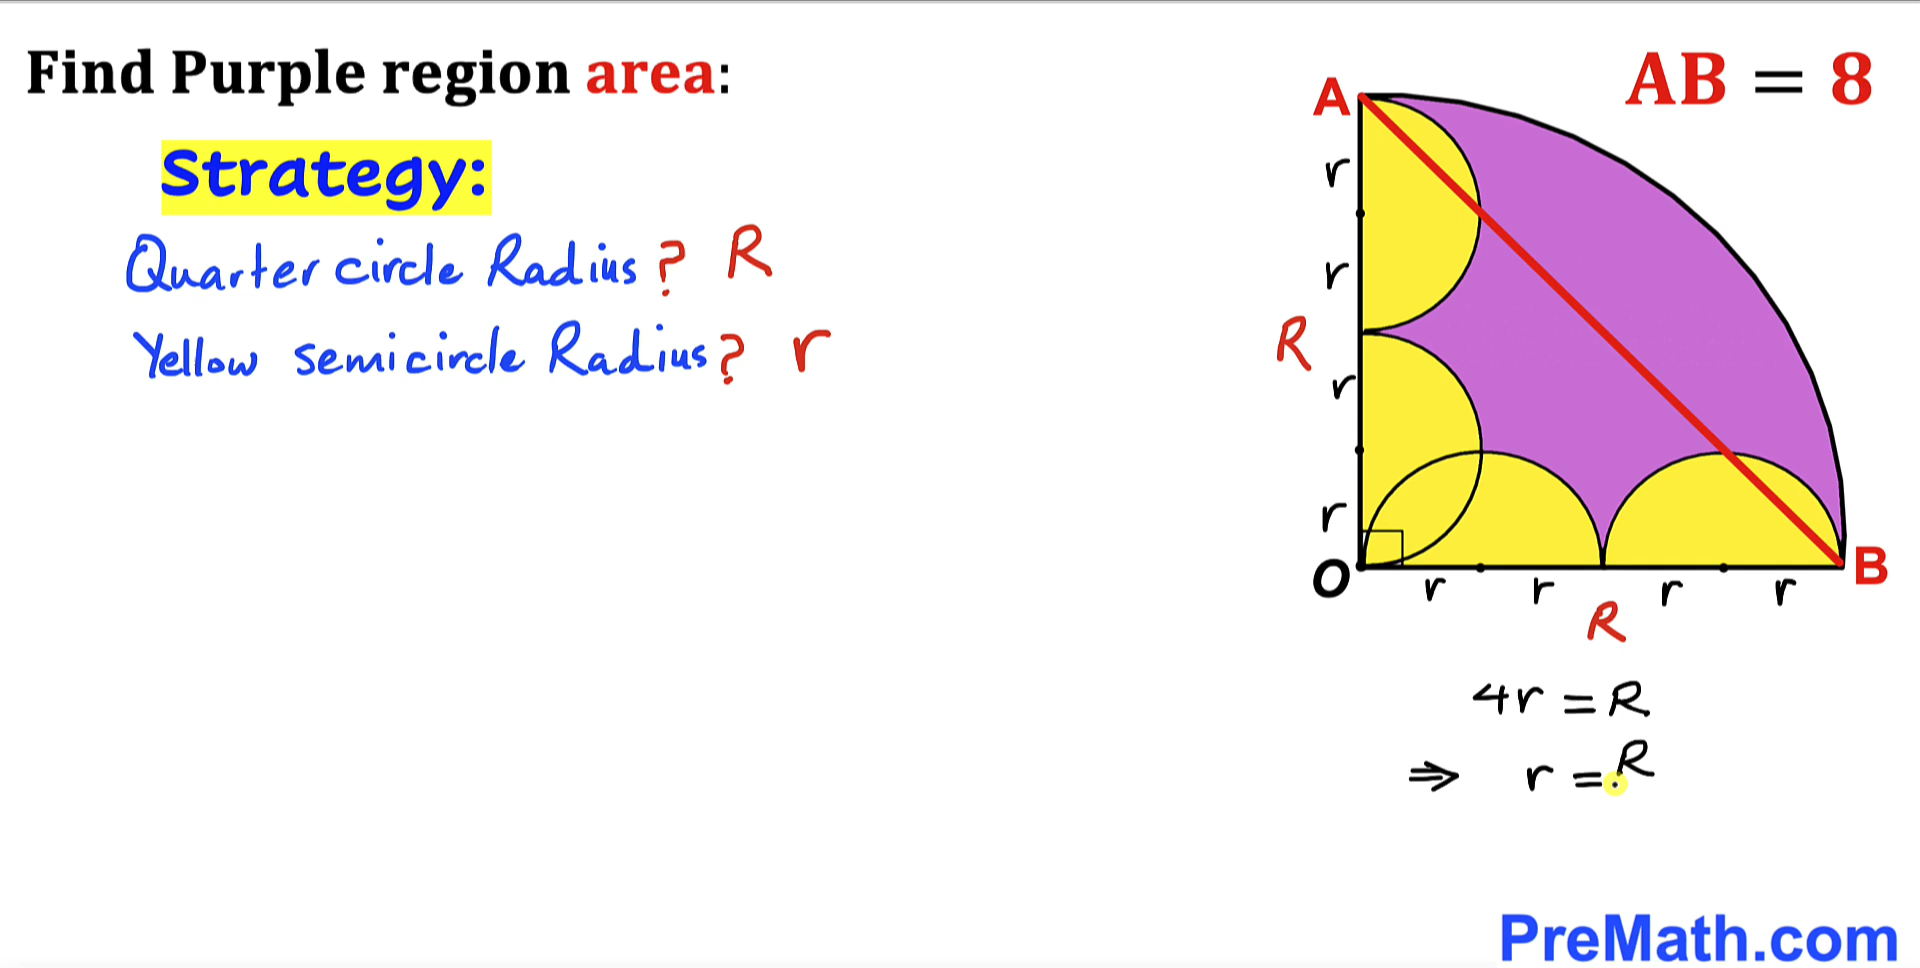 Find Purple region area:
AB = 8
Strategy:
Quarter circle Radius? R
Yellow semicircle Radius? r
A
r
r
R
r
r
O
B
r r r r
R
4r = R
⇒ r = R
PreMath.com